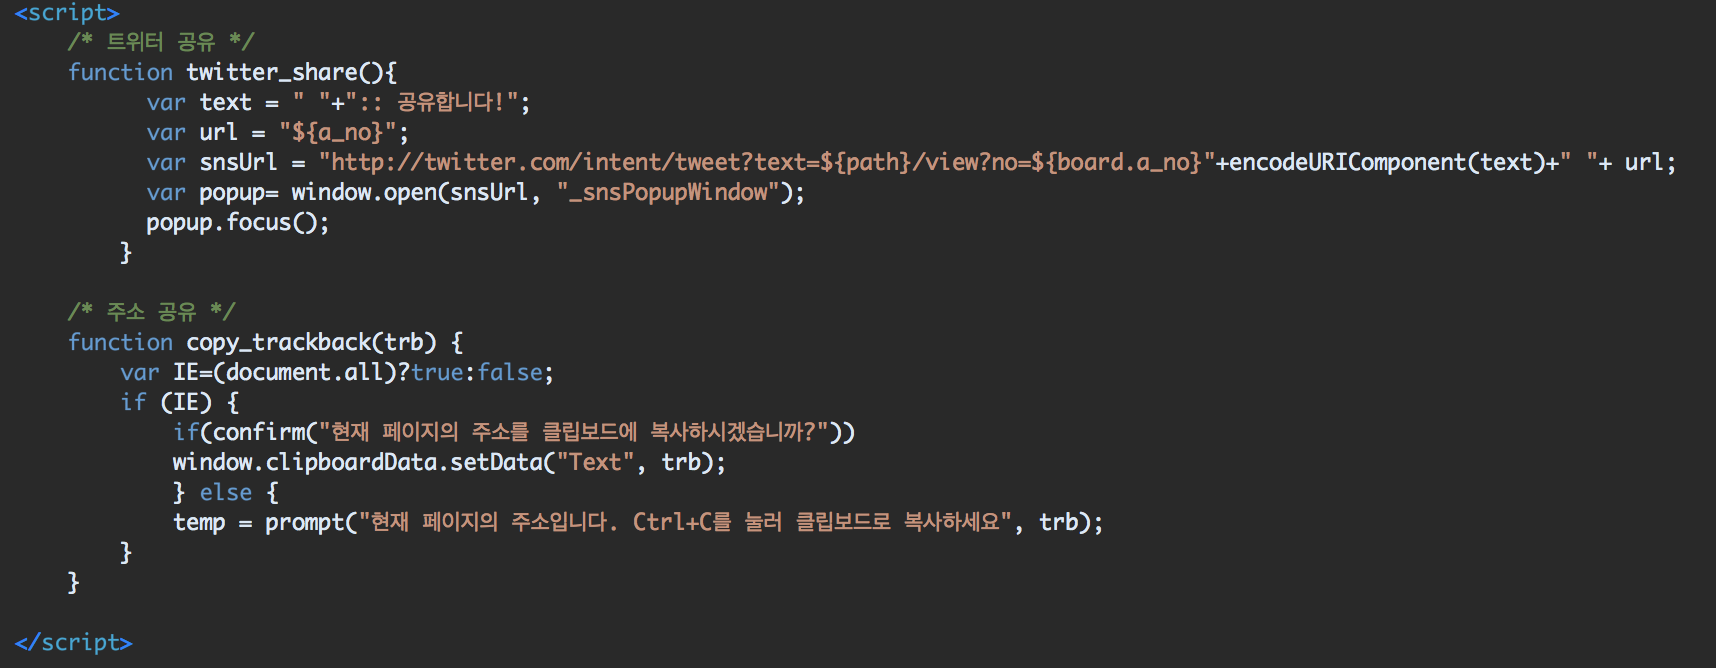 <script>
/* 트위터 공유 */
function twitter_share(){
var text = " "+":: 공유합니다!";
var url = "${a_no}";
var snsUrl = "http://twitter.com/intent/tweet?text=${path}/view?no=${board.a_no}"+encodeURIComponent(text)+" "+ url;
var popup= window.open(snsUrl, "_snsPopupWindow");
popup.focus();
}
/* 주소 공유 */
function copy_trackback(trb) {
var IE=(document.all)?true:false;
if (IE) {
if(confirm("현재 페이지의 주소를 클립보드에 복사하시겠습니까?"))
window.clipboardData.setData("Text", trb);
} else {
temp = prompt("현재 페이지의 주소입니다. Ctrl+C를 눌러 클립보드로 복사하세요", trb);
}
}
</script>